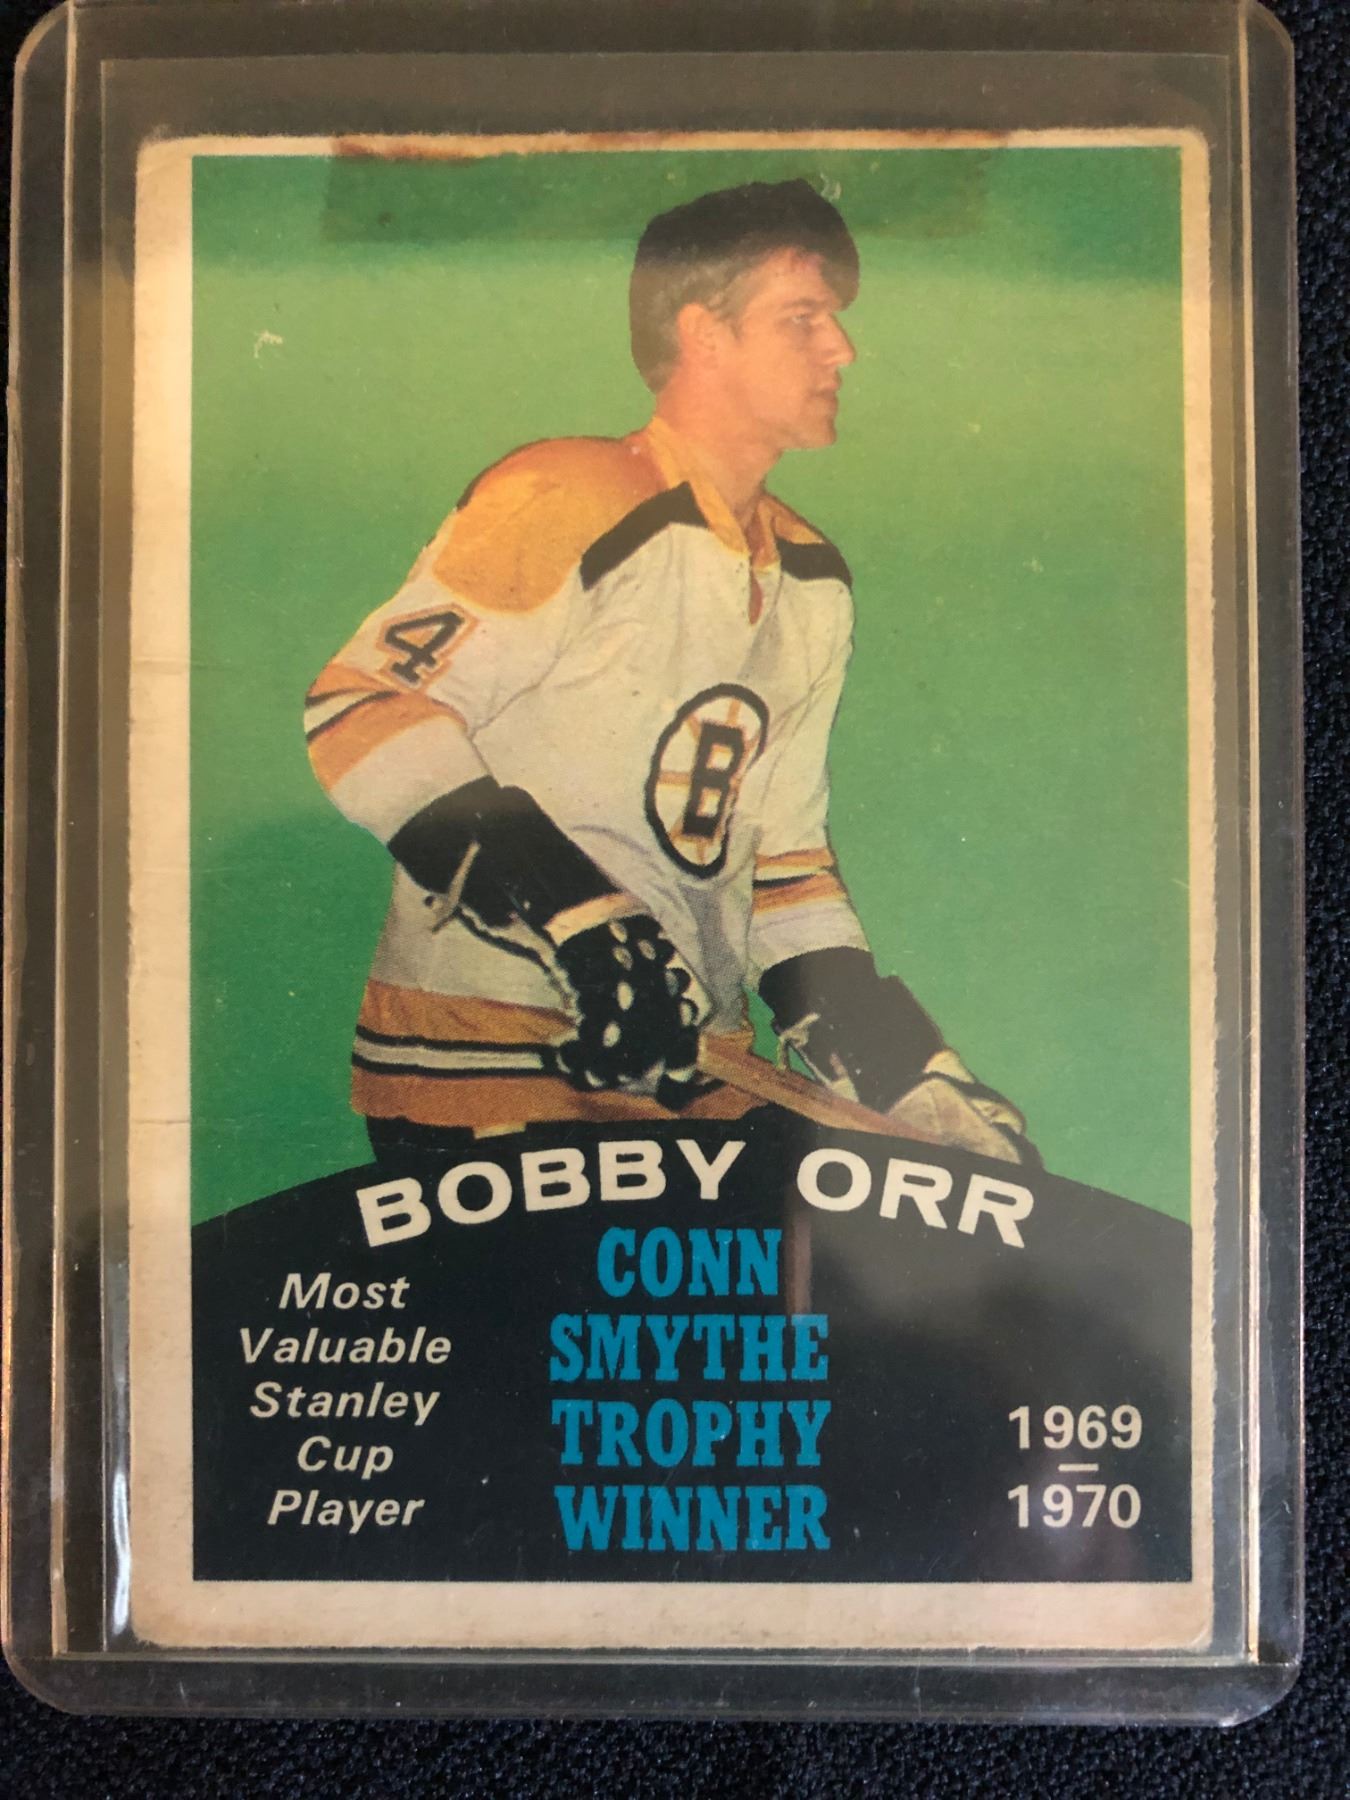 4
B
BOBBY ORR
CONN
SMYTHE
TROPHY
WINNER
Most
Valuable
Stanley
Cup
Player
1969
–
1970